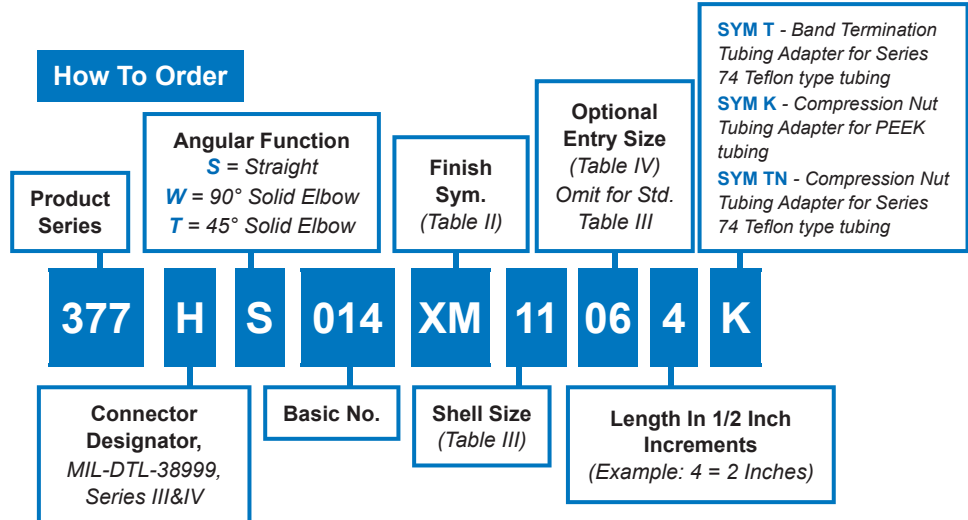 How To Order
Product
Series
Angular Function
S = Straight
W = 90° Solid Elbow
T = 45° Solid Elbow
Finish
Sym.
(Table II)
Optional
Entry Size
(Table IV)
Omit for Std.
Table III
SYM T - Band Termination
Tubing Adapter for Series
74 Teflon type tubing
SYM K - Compression Nut
Tubing Adapter for PEEK
tubing
SYM TN - Compression Nut
Tubing Adapter for Series
74 Teflon type tubing
377 H S 014 XM 11 06 4 K
Connector
Designator,
MIL-DTL-38999,
Series III&IV
Basic No.
Shell Size
(Table III)
Length In 1/2 Inch
Increments
(Example: 4 = 2 Inches)